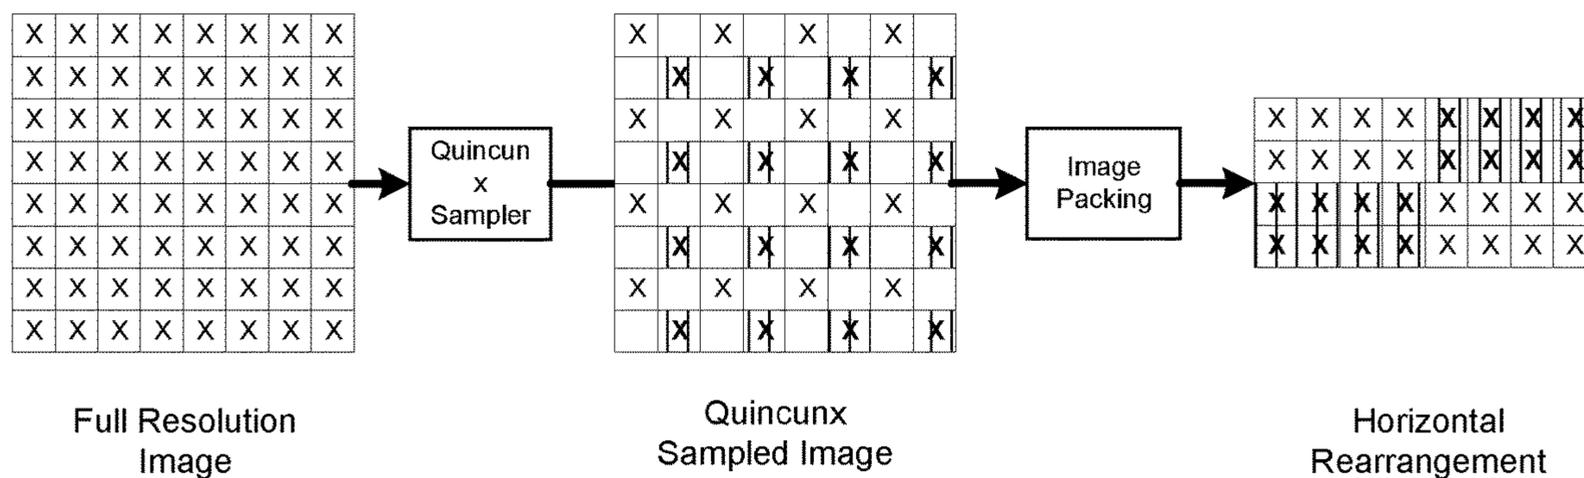 X X X X X X X X
X X X X X X X X
X X X X X X X X
X X X X X X X X
X X X X X X X X
X X X X X X X X
X X X X X X X X
X X X X X X X X
Full Resolution
Image
Quincun
x
Sampler
X X X X
X X X X
X X X X
X X X X
X X X X
X X X X
X X X X
X X X X
Quincunx
Sampled Image
Image
Packing
X X X X X X X X
X X X X X X X X
X X X X X X X X
X X X X X X X X
Horizontal
Rearrangement